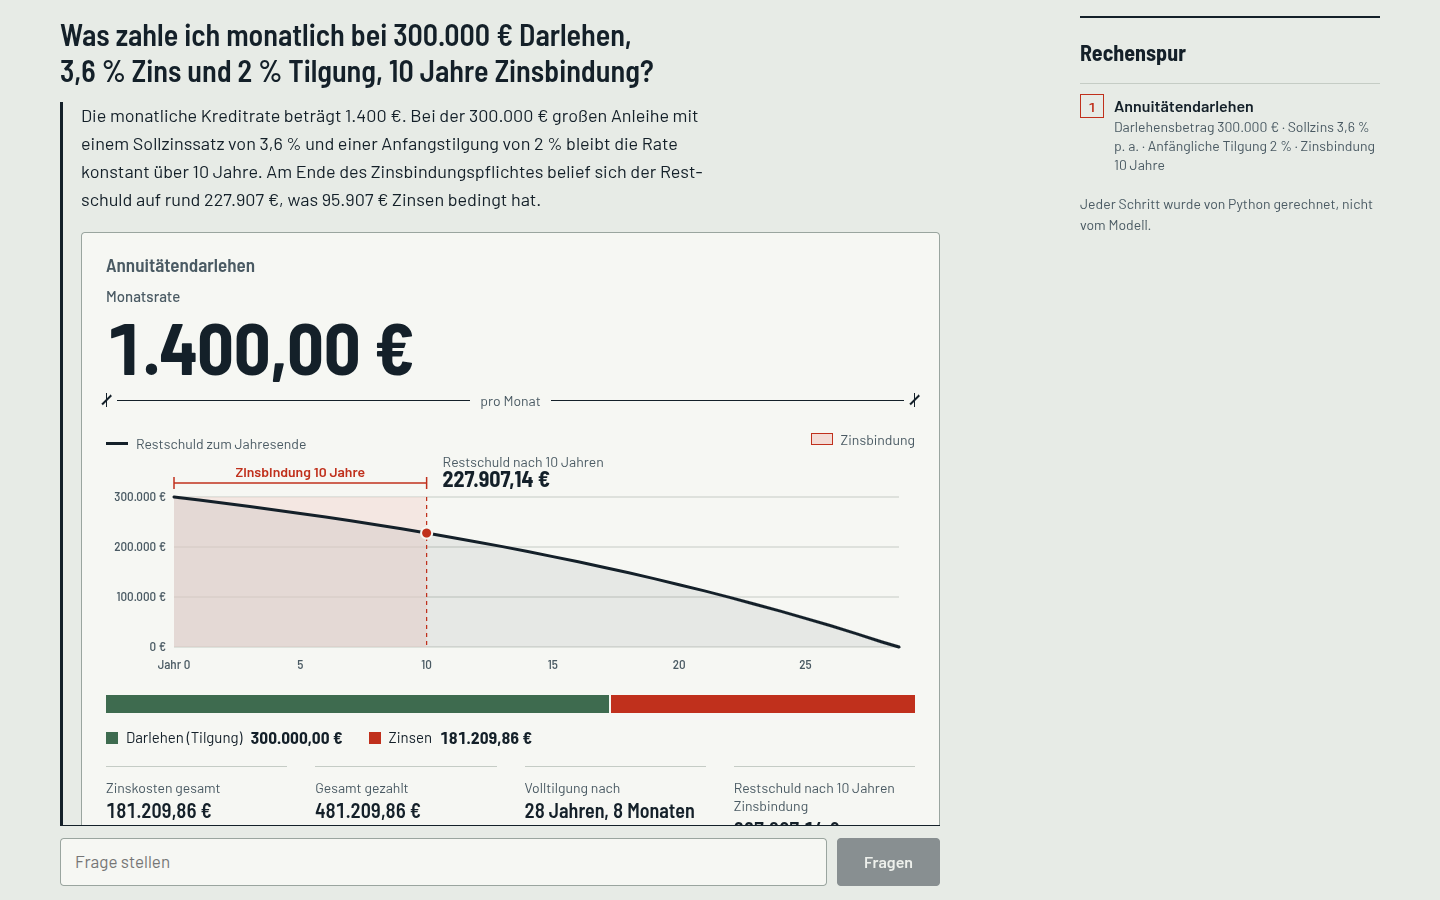 Was zahle ich monatlich bei 300.000 € Darlehen,
3,6 % Zins und 2 % Tilgung, 10 Jahre Zinsbindung?
Die monatliche Kreditrate beträgt 1.400 €. Bei der 300.000 € großen Anleihe mit
einem Sollzinssatz von 3,6 % und einer Anfangstilgung von 2 % bleibt die Rate
konstant über 10 Jahre. Am Ende des Zinsbindungspflichtes belief sich der Rest-
schuld auf rund 227.907 €, was 95.907 € Zinsen bedingt hat.
Annuitätendarlehen
Monatsrate
1.400,00 €
pro Monat
Restschuld zum Jahresende
Zinsbindung
Zinsbindung 10 Jahre
Restschuld nach 10 Jahren
227.907,14 €
300.000 €
200.000 €
100.000 €
0 €
Jahr 0 5 10 15 20 25
Darlehen (Tilgung) 300.000,00 € Zinsen 181.209,86 €
Zinskosten gesamt
181.209,86 €
Gesamt gezahlt
481.209,86 €
Volltilgung nach
28 Jahren, 8 Monaten
Restschuld nach 10 Jahren
Zinsbindung
Frage stellen
Fragen
Rechenspur
1 Annuitätendarlehen
Darlehensbetrag 300.000 € · Sollzins 3,6 %
p. a. · Anfängliche Tilgung 2 % · Zinsbindung
10 Jahre
Jeder Schritt wurde von Python gerechnet, nicht
vom Modell.